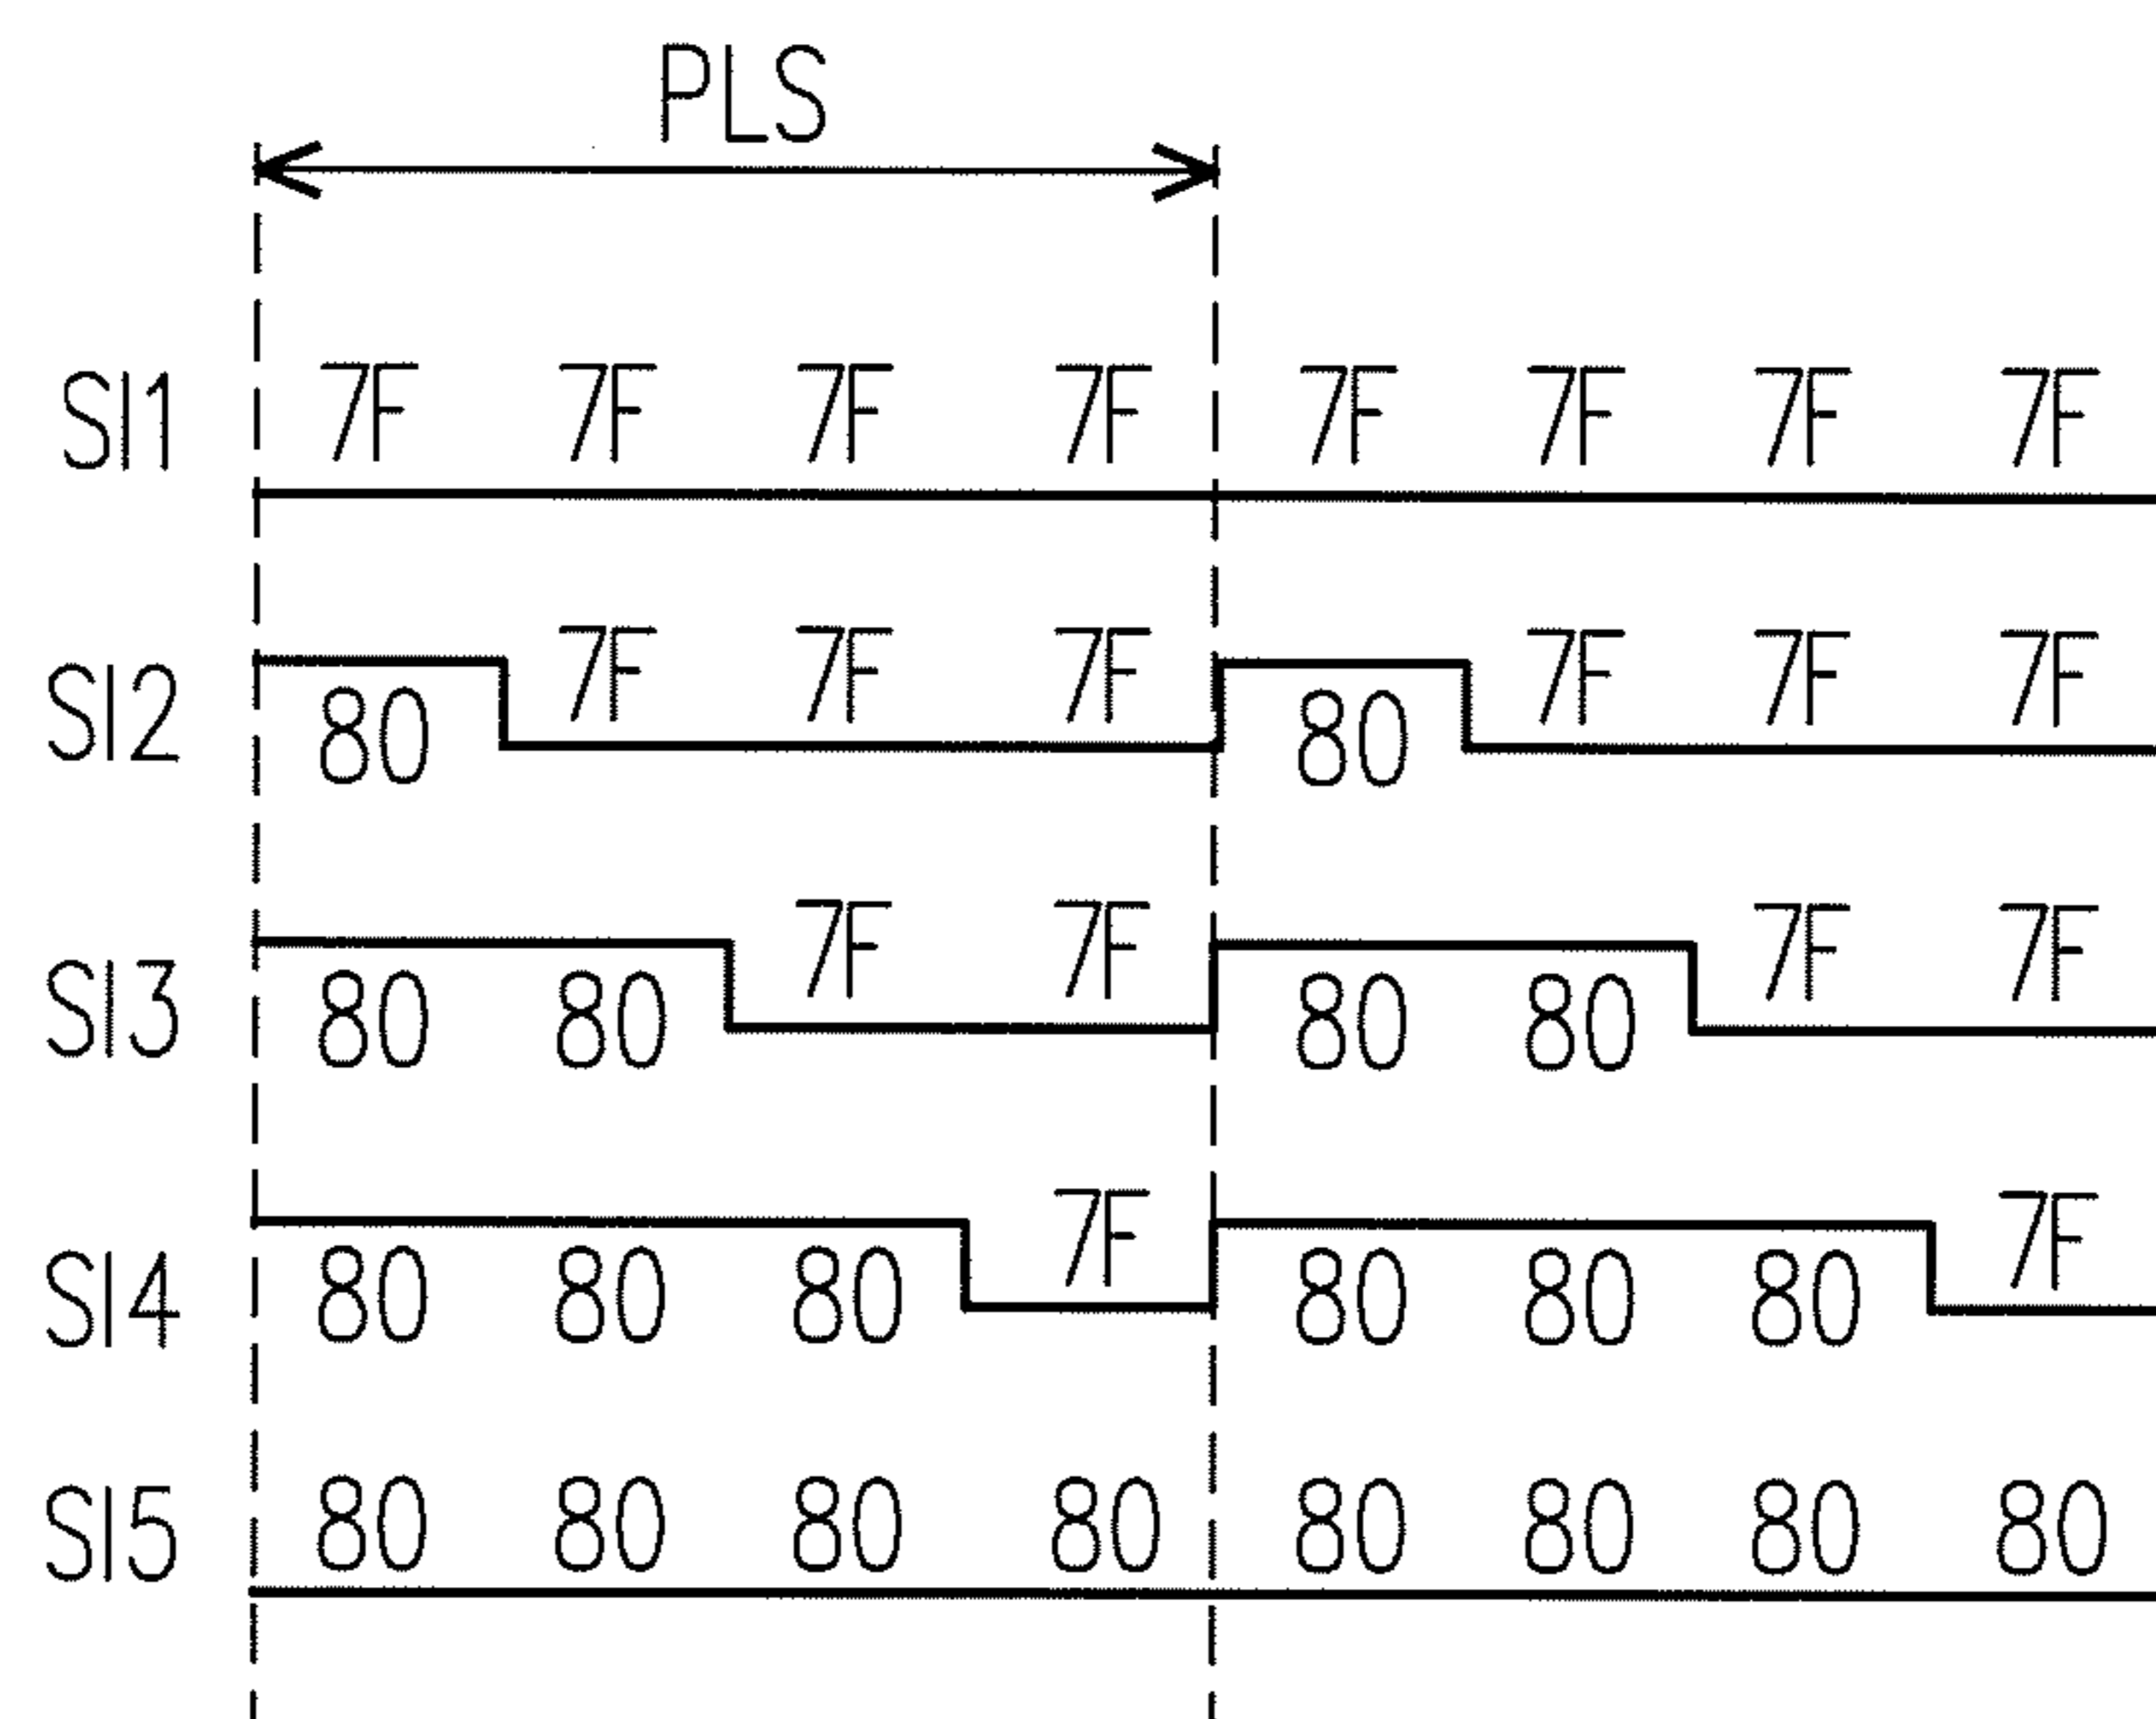 PLS
SI1 7F 7F 7F 7F 7F 7F 7F 7F
SI2 80 7F 7F 7F 80 7F 7F 7F
SI3 80 80 7F 7F 80 80 7F 7F
SI4 80 80 80 7F 80 80 80 7F
SI5 80 80 80 80 80 80 80 80